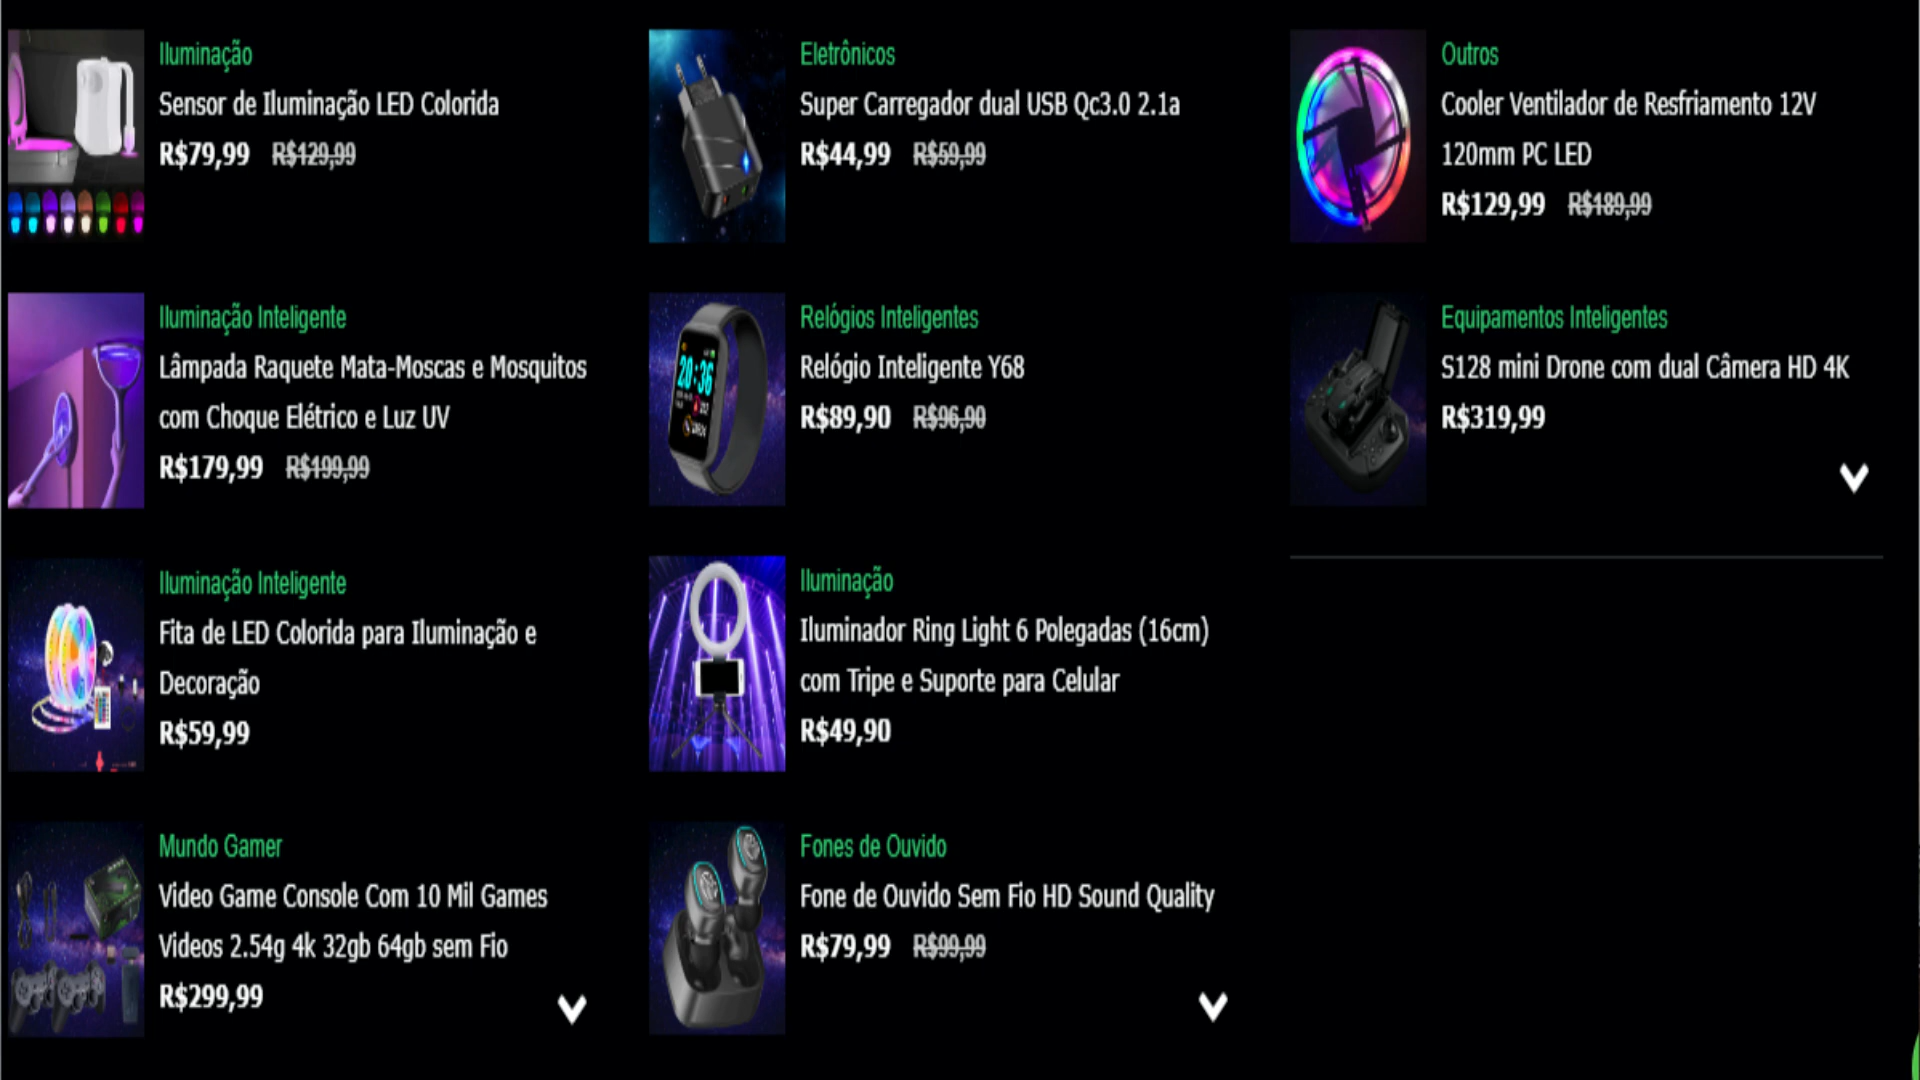 Iluminação
Sensor de Iluminação LED Colorida
R$79,99 R$129,99
Iluminação Inteligente
Lâmpada Raquete Mata-Moscas e Mosquitos
com Choque Elétrico e Luz UV
R$179,99 R$199,99
Iluminação Inteligente
Fita de LED Colorida para Iluminação e
Decoração
R$59,99
Mundo Gamer
Video Game Console Com 10 Mil Games
Videos 2.54g 4k 32gb 64gb sem Fio
R$299,99
Eletrônicos
Super Carregador dual USB Qc3.0 2.1a
R$44,99 R$59,99
Relógios Inteligentes
Relógio Inteligente Y68
R$89,90 R$96,90
20:36
Iluminação
Iluminador Ring Light 6 Polegadas (16cm)
com Tripe e Suporte para Celular
R$49,90
Fones de Ouvido
Fone de Ouvido Sem Fio HD Sound Quality
R$79,99 R$99,99
Outros
Cooler Ventilador de Resfriamento 12V
120mm PC LED
R$129,99 R$189,99
Equipamentos Inteligentes
S128 mini Drone com dual Câmera HD 4K
R$319,99